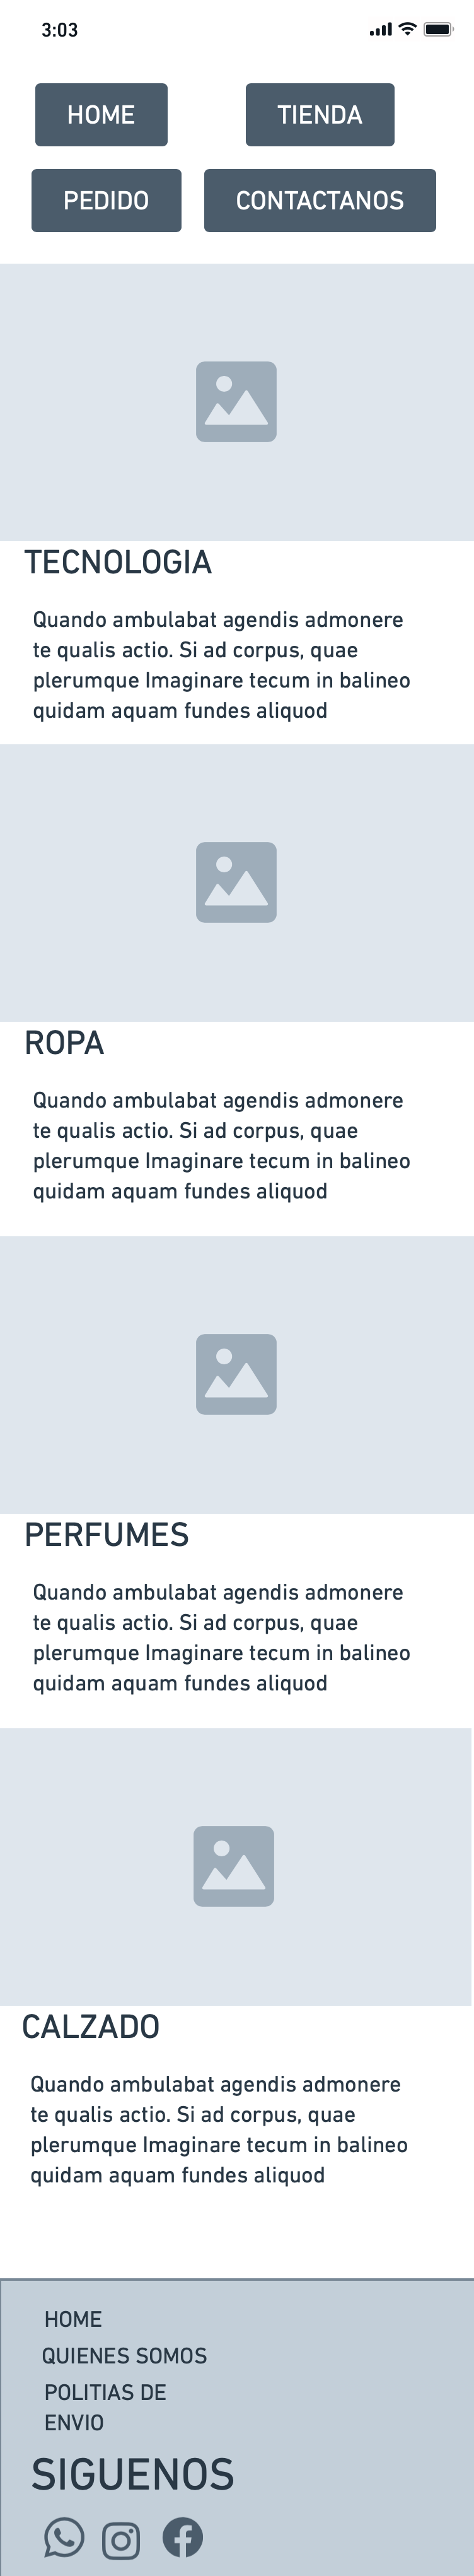 3:03
HOME
TIENDA
PEDIDO
CONTACTANOS
TECNOLOGIA
Quando ambulabat agendis admonere
te qualis actio. Si ad corpus, quae
plerumque Imaginare tecum in balineo
quidam aquam fundes aliquod
ROPA
Quando ambulabat agendis admonere
te qualis actio. Si ad corpus, quae
plerumque Imaginare tecum in balineo
quidam aquam fundes aliquod
PERFUMES
Quando ambulabat agendis admonere
te qualis actio. Si ad corpus, quae
plerumque Imaginare tecum in balineo
quidam aquam fundes aliquod
CALZADO
Quando ambulabat agendis admonere
te qualis actio. Si ad corpus, quae
plerumque Imaginare tecum in balineo
quidam aquam fundes aliquod
HOME
QUIENES SOMOS
POLITIAS DE
ENVIO
SIGUENOS